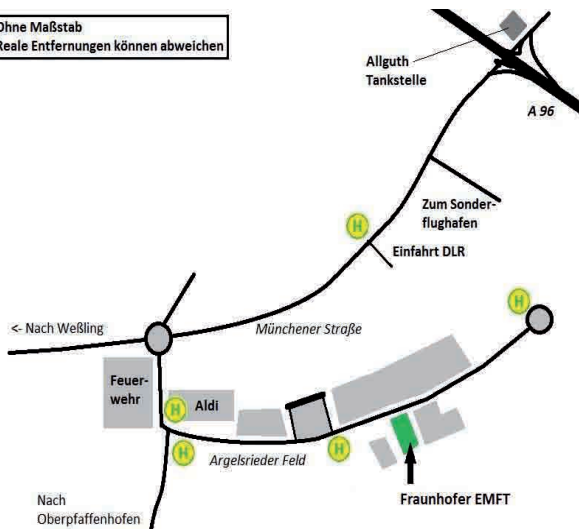 Ohne Maßstab
Reale Entfernungen können abweichen
Allguth
Tankstelle
A 96
Zum Sonder-
flughafen
H
Einfahrt DLR
H
<- Nach Weßling
Münchener Straße
Feuer-
wehr
H
Aldi
H
H
Argelsrieder Feld
Nach
Oberpfaffenhofen
Fraunhofer EMFT